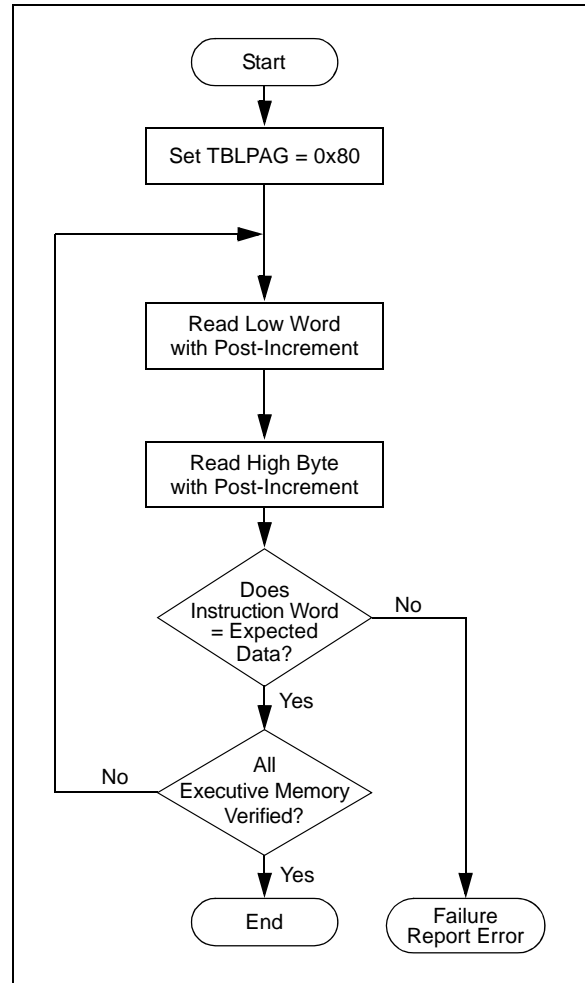 Start
Set TBLPAG = 0x80
Read Low Word
with Post-Increment
Read High Byte
with Post-Increment
Does
Instruction Word
= Expected
Data?
No
Yes
All
Executive Memory
Verified?
No
Yes
End
Failure
Report Error